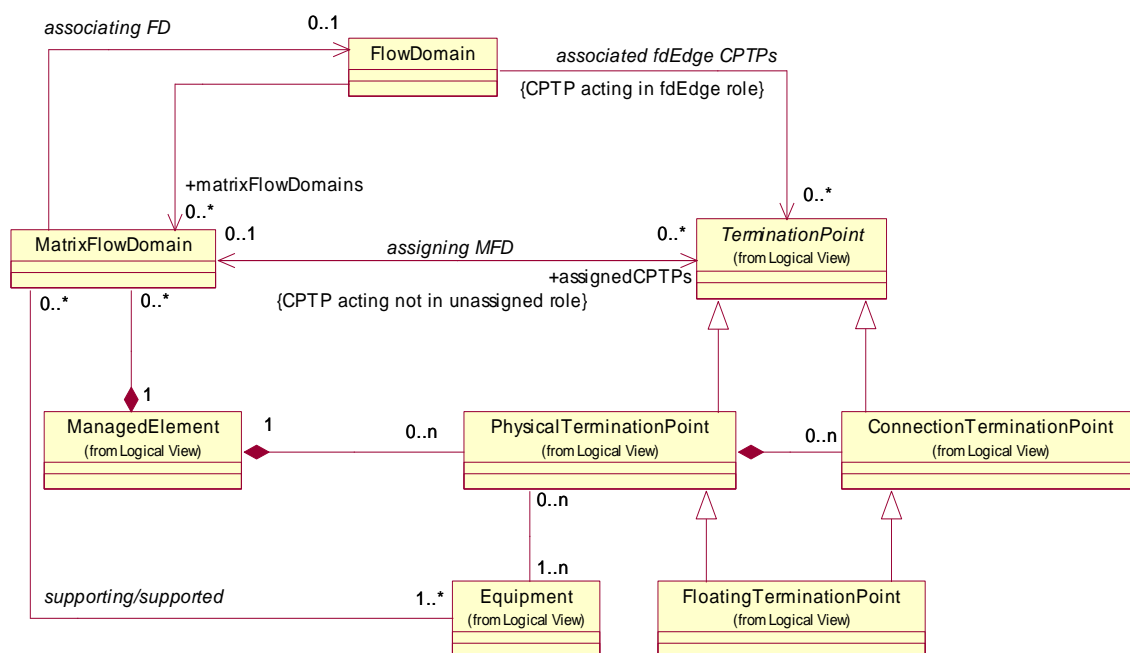 associating FD
0..1
FlowDomain
associated fdEdge CPTPs
{CPTP acting in fdEdge role}
+matrixFlowDomains
0..*
0..*
MatrixFlowDomain
0..1
assigning MFD
0..*
TerminationPoint
(from Logical View)
+assignedCPTPs
0..*
0..*
{CPTP acting not in unassigned role}
1
ManagedElement
(from Logical View)
1
0..n
PhysicalTerminationPoint
(from Logical View)
0..n
ConnectionTerminationPoint
(from Logical View)
0..n
1..n
supporting/supported
1..*
Equipment
(from Logical View)
FloatingTerminationPoint
(from Logical View)